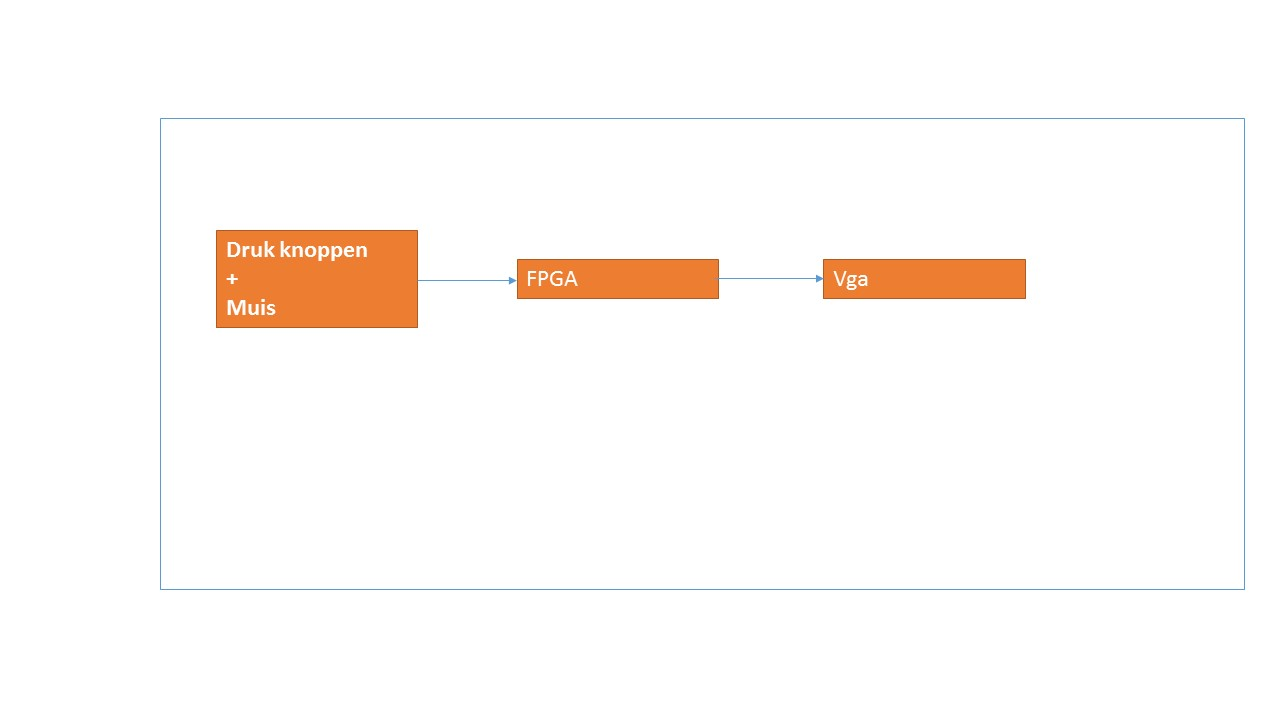 Druk knoppen
+
Muis
FPGA
Vga